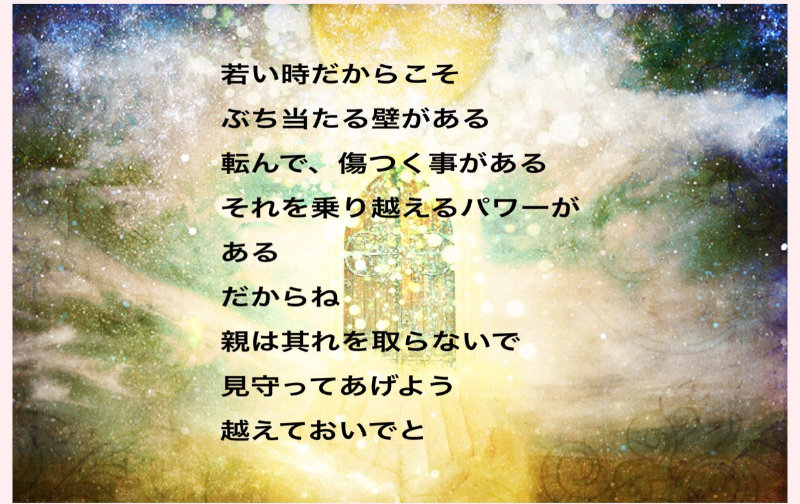 若い時だからこそ
ぶち当たる壁がある
転んで、傷つく事がある
それを乗り越えるパワーが
ある
だからね
親は其れを取らないで
見守ってあげよう
越えておいでと